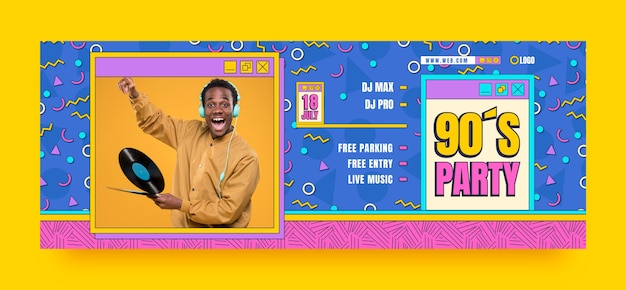 WWW.WEB.COM
LOGO
18
JULY
DJ MAX
DJ PRO
FREE PARKING
FREE ENTRY
LIVE MUSIC
90´S
PARTY